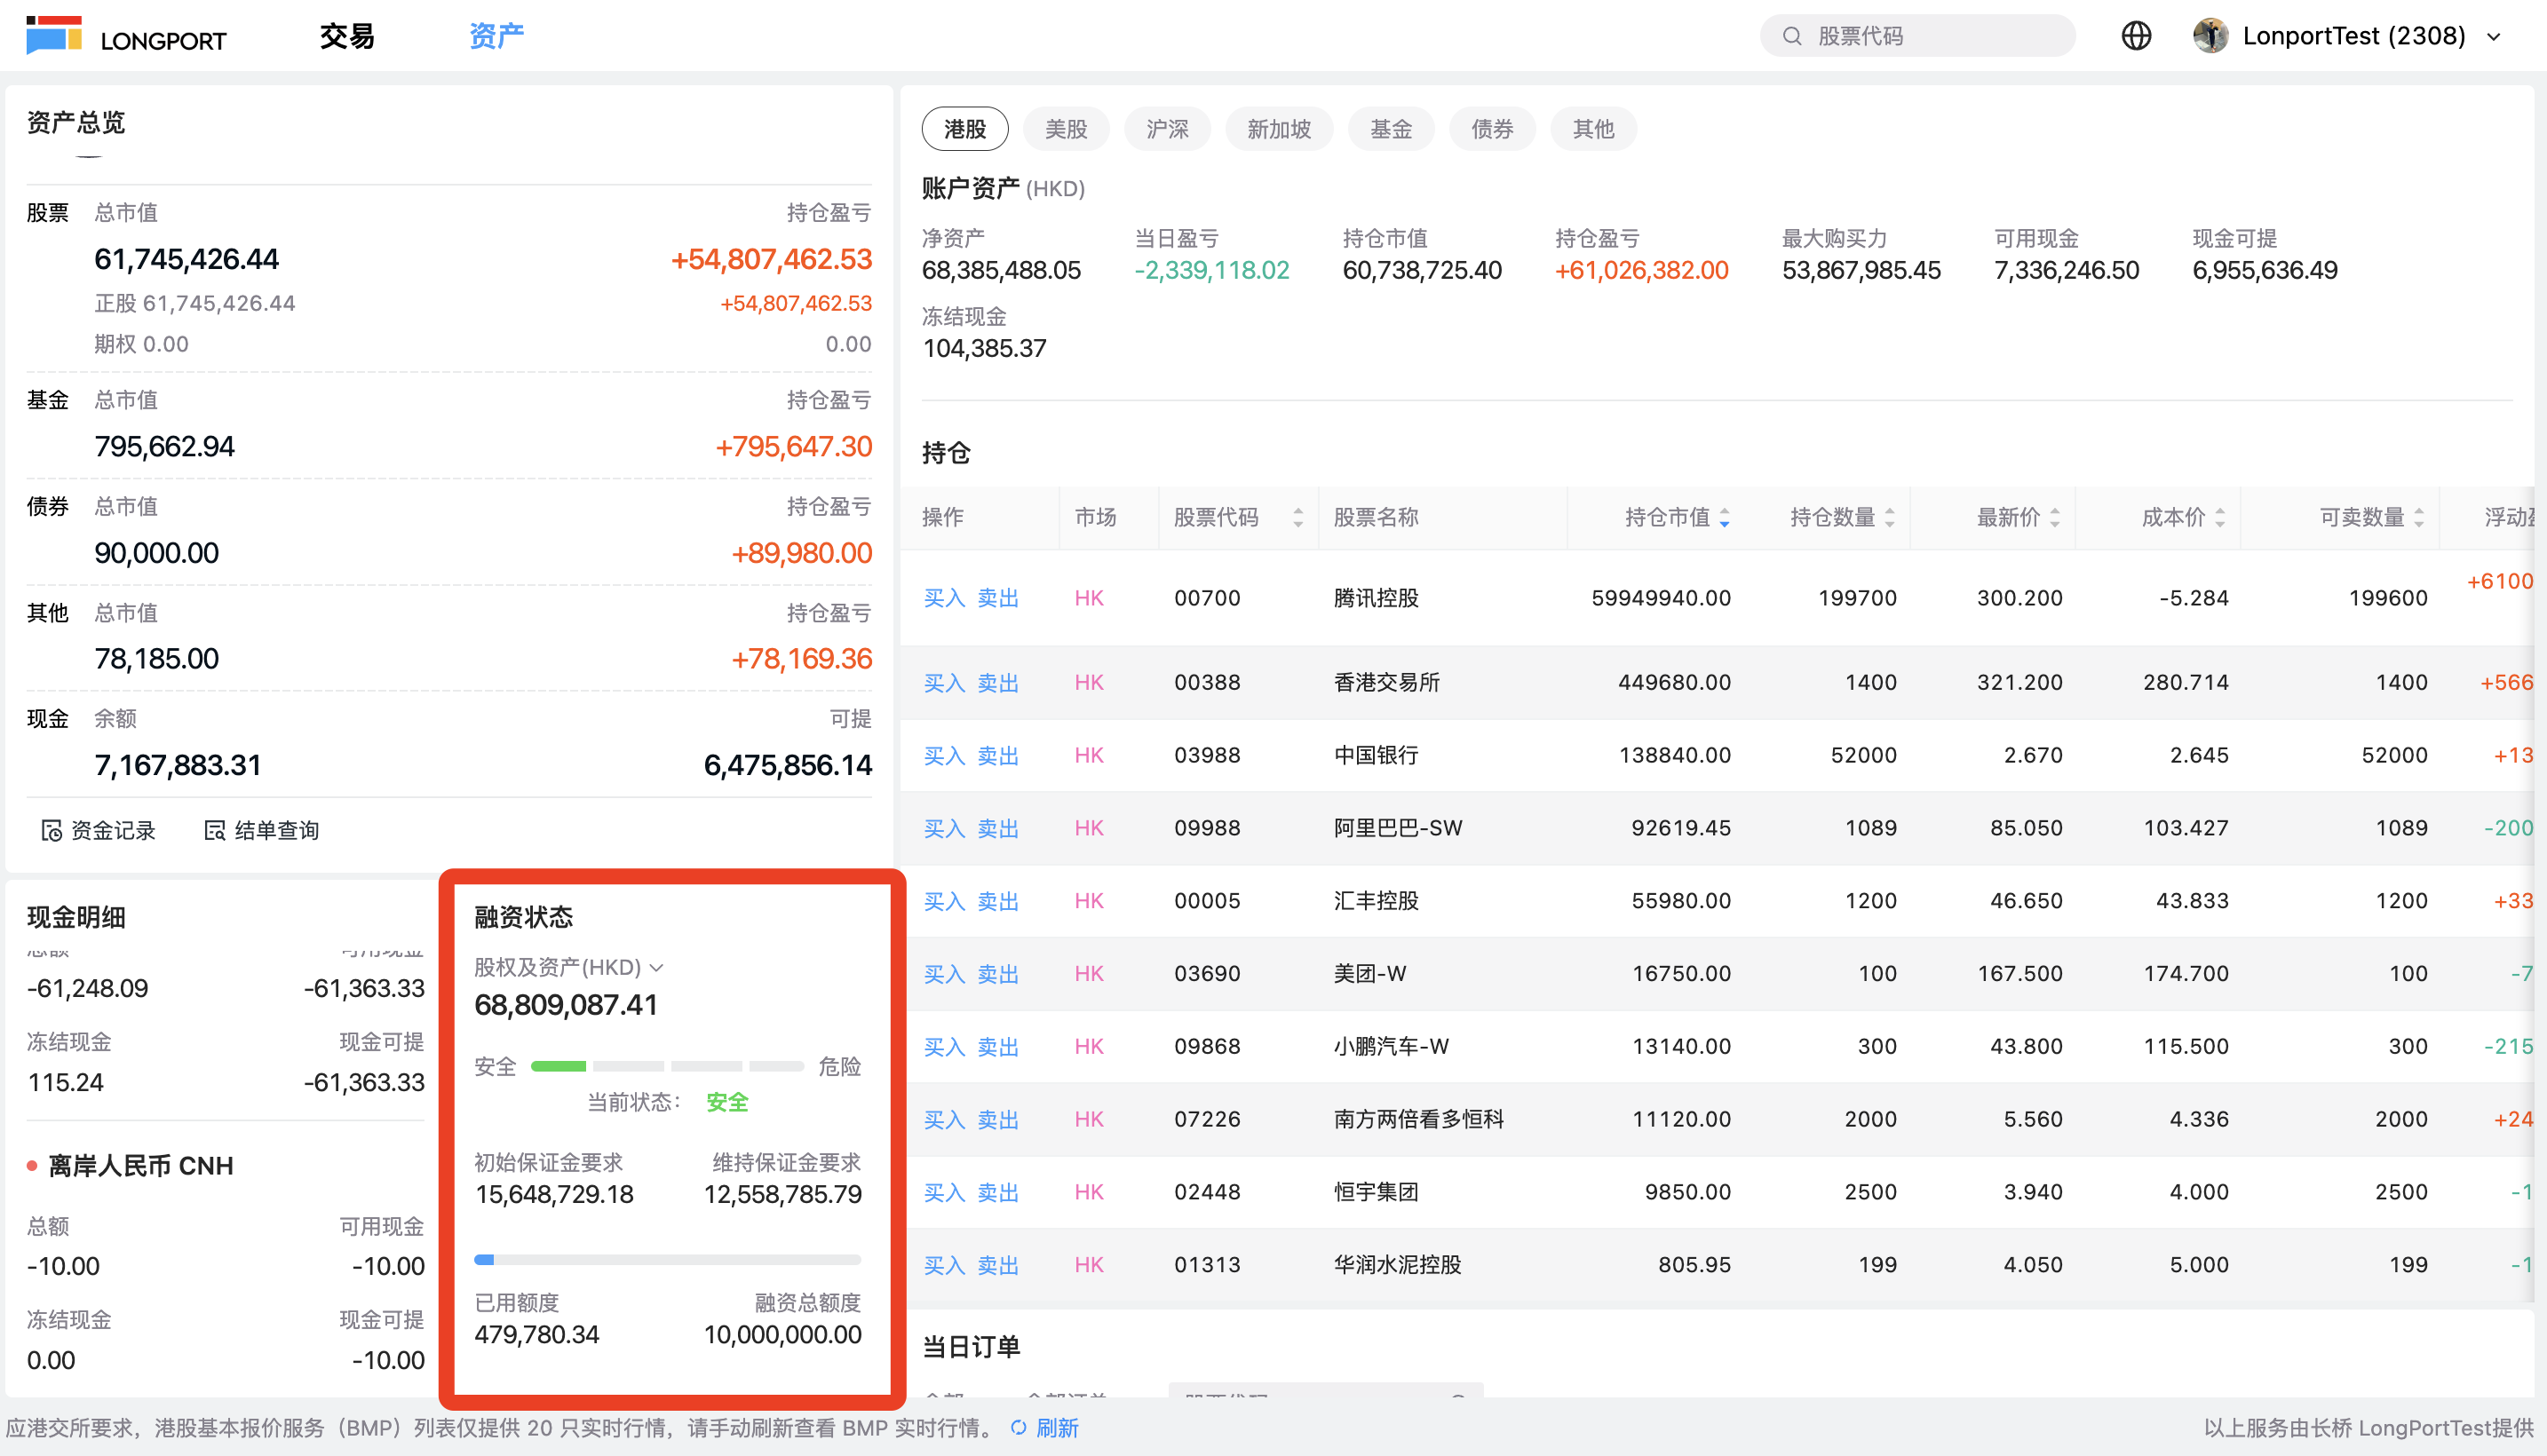 LONGPORT 交易 资产 股票代码 LonportTest (2308)
资产总览
股票 总市值 持仓盈亏
61,745,426.44 +54,807,462.53
正股 61,745,426.44 +54,807,462.53
期权 0.00 0.00
基金 总市值 持仓盈亏
795,662.94 +795,647.30
债券 总市值 持仓盈亏
90,000.00 +89,980.00
其他 总市值 持仓盈亏
78,185.00 +78,169.36
现金 余额 可提
7,167,883.31 6,475,856.14
资金记录 结单查询
现金明细
总额 可用现金
-61,248.09 -61,363.33
冻结现金 现金可提
115.24 -61,363.33
离岸人民币 CNH
总额 可用现金
-10.00 -10.00
冻结现金 现金可提
0.00 -10.00
融资状态
股权及资产(HKD)
68,809,087.41
安全 危险
当前状态： 安全
初始保证金要求 维持保证金要求
15,648,729.18 12,558,785.79
已用额度 融资总额度
479,780.34 10,000,000.00
港股 美股 沪深 新加坡 基金 债券 其他
账户资产 (HKD)
净资产 当日盈亏 持仓市值 持仓盈亏 最大购买力 可用现金 现金可提
68,385,488.05 -2,339,118.02 60,738,725.40 +61,026,382.00 53,867,985.45 7,336,246.50 6,955,636.49
冻结现金
104,385.37
持仓
操作 市场 股票代码 股票名称 持仓市值 持仓数量 最新价 成本价 可卖数量 浮动
买入 卖出 HK 00700 腾讯控股 59949940.00 199700 300.200 -5.284 199600 +6100
买入 卖出 HK 00388 香港交易所 449680.00 1400 321.200 280.714 1400 +566
买入 卖出 HK 03988 中国银行 138840.00 52000 2.670 2.645 52000 +13
买入 卖出 HK 09988 阿里巴巴-SW 92619.45 1089 85.050 103.427 1089 -200
买入 卖出 HK 00005 汇丰控股 55980.00 1200 46.650 43.833 1200 +33
买入 卖出 HK 03690 美团-W 16750.00 100 167.500 174.700 100 -7
买入 卖出 HK 09868 小鹏汽车-W 13140.00 300 43.800 115.500 300 -215
买入 卖出 HK 07226 南方两倍看多恒科 11120.00 2000 5.560 4.336 2000 +24
买入 卖出 HK 02448 恒宇集团 9850.00 2500 3.940 4.000 2500 -1
买入 卖出 HK 01313 华润水泥控股 805.95 199 4.050 5.000 199 -1
当日订单
应港交所要求，港股基本报价服务（BMP）列表仅提供 20 只实时行情，请手动刷新查看 BMP 实时行情。 刷新 以上服务由长桥 LongPortTest提供